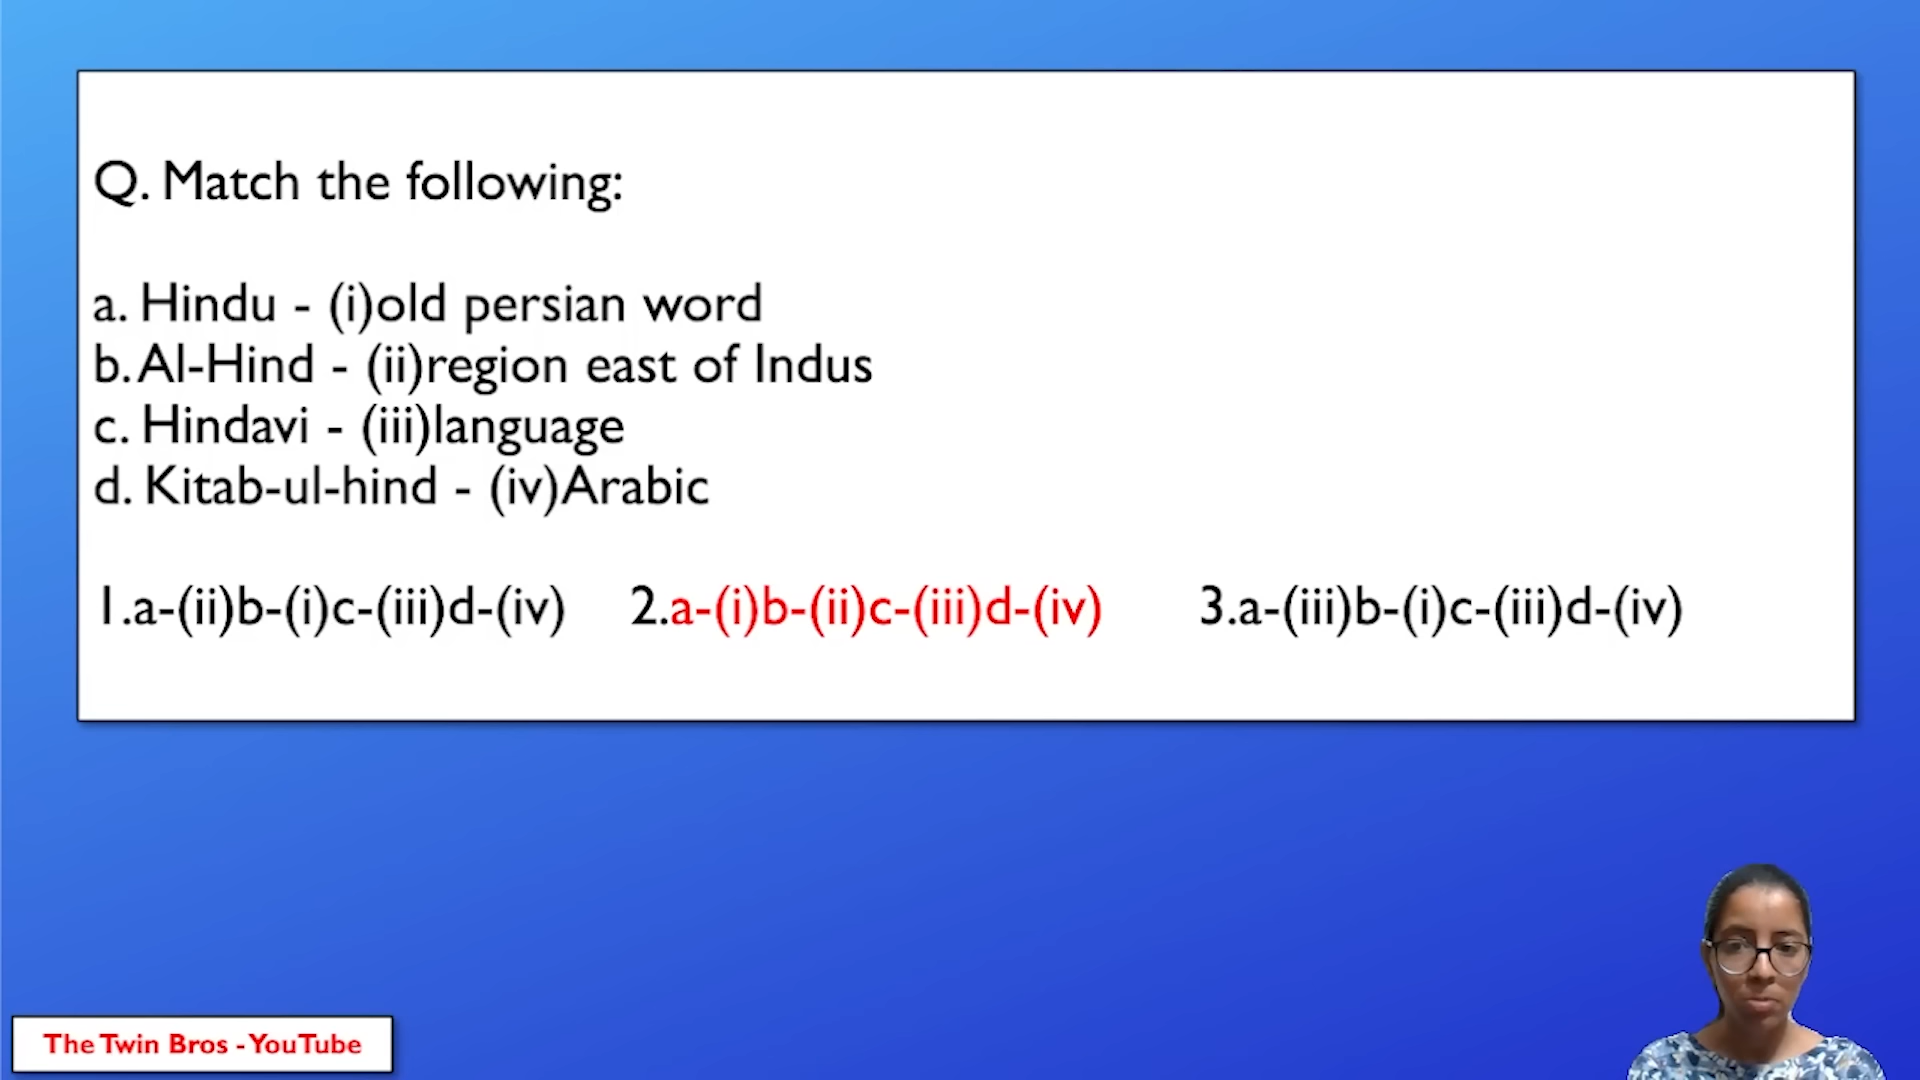 Q. Match the following:
a. Hindu - (i)old persian word
b. Al-Hind - (ii)region east of Indus
c. Hindavi - (iii)language
d. Kitab-ul-hind - (iv)Arabic
1.a-(ii)b-(i)c-(iii)d-(iv) 2.a-(i)b-(ii)c-(iii)d-(iv) 3.a-(iii)b-(i)c-(iii)d-(iv)
The Twin Bros - YouTube